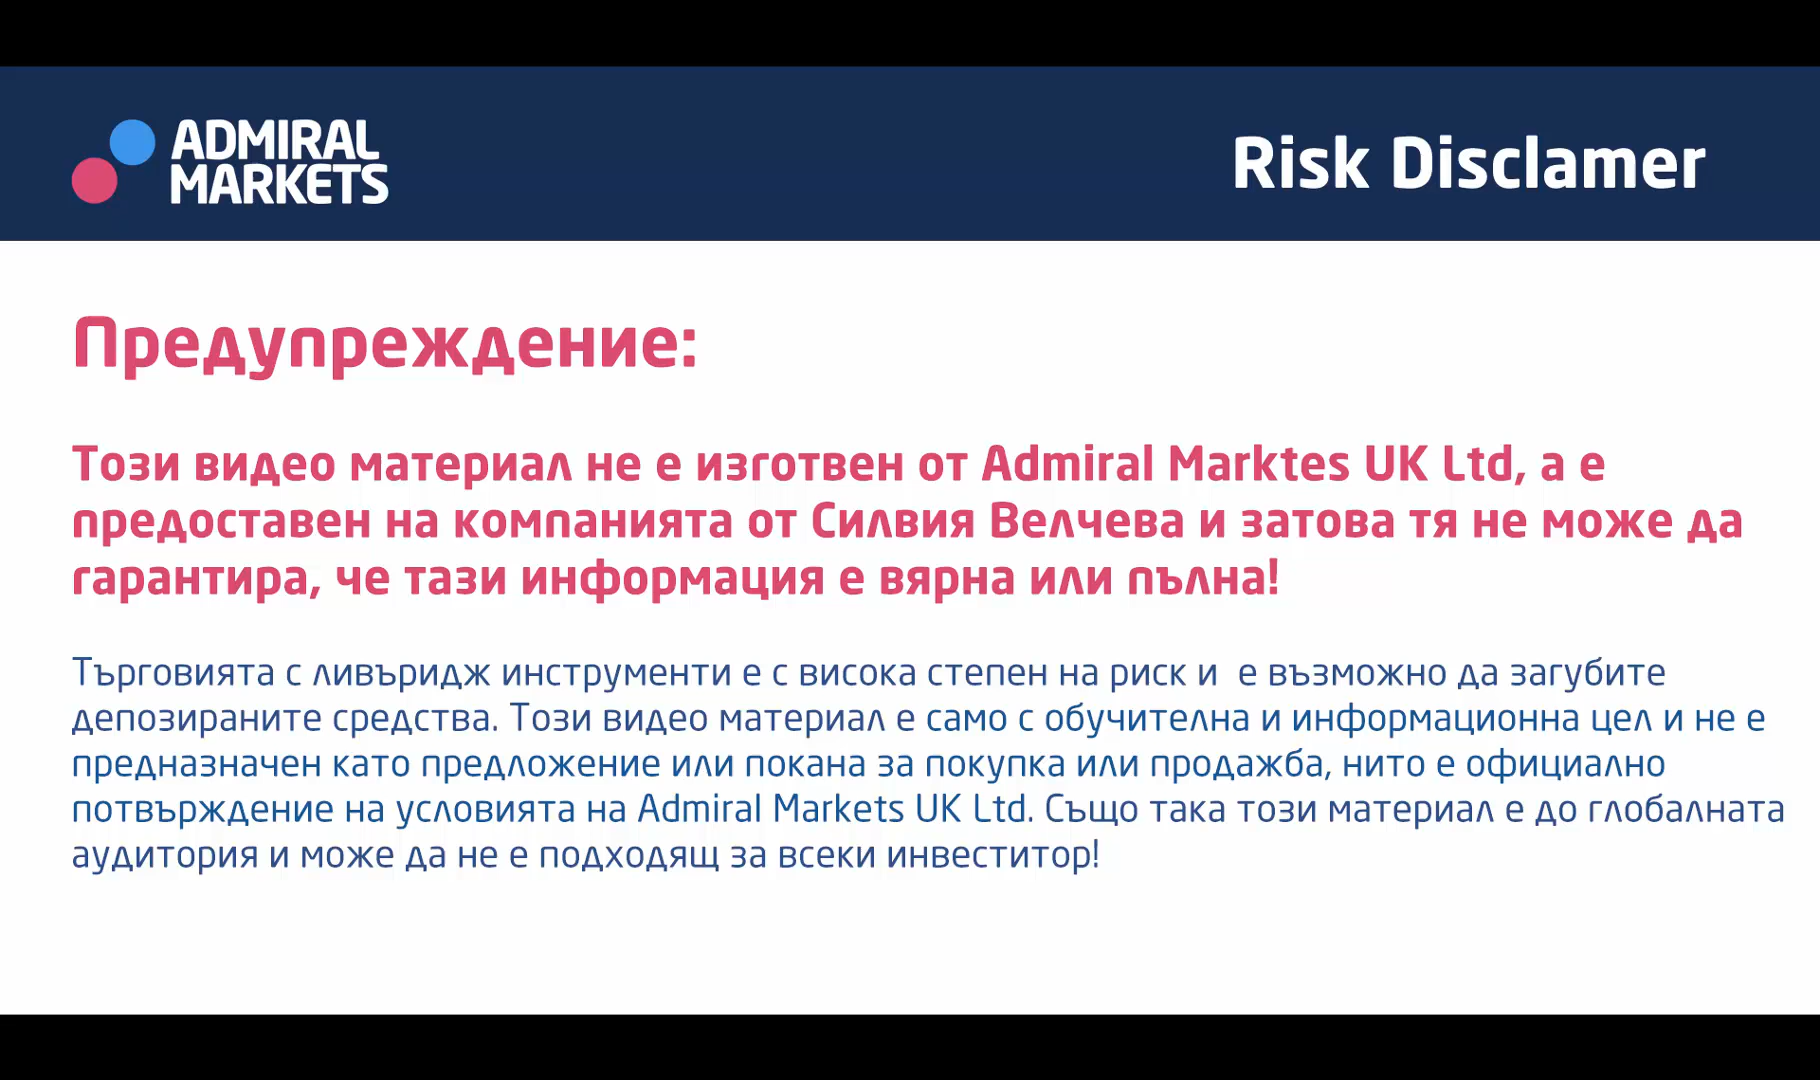 ADMIRAL
MARKETS
Risk Disclamer
Предупреждение:
Този видео материал не е изготвен от Admiral Marktes UK Ltd, а е
предоставен на компанията от Силвия Велчева и затова тя не може да
гарантира, че тази информация е вярна или пълна!
Търговията с ливъридж инструменти е с висока степен на риск и  е възможно да загубите
депозираните средства. Този видео материал е само с обучителна и информационна цел и не е
предназначен като предложение или покана за покупка или продажба, нито е официално
потвърждение на условията на Admiral Markets UK Ltd. Също така този материал е до глобалната
аудитория и може да не е подходящ за всеки инвеститор!